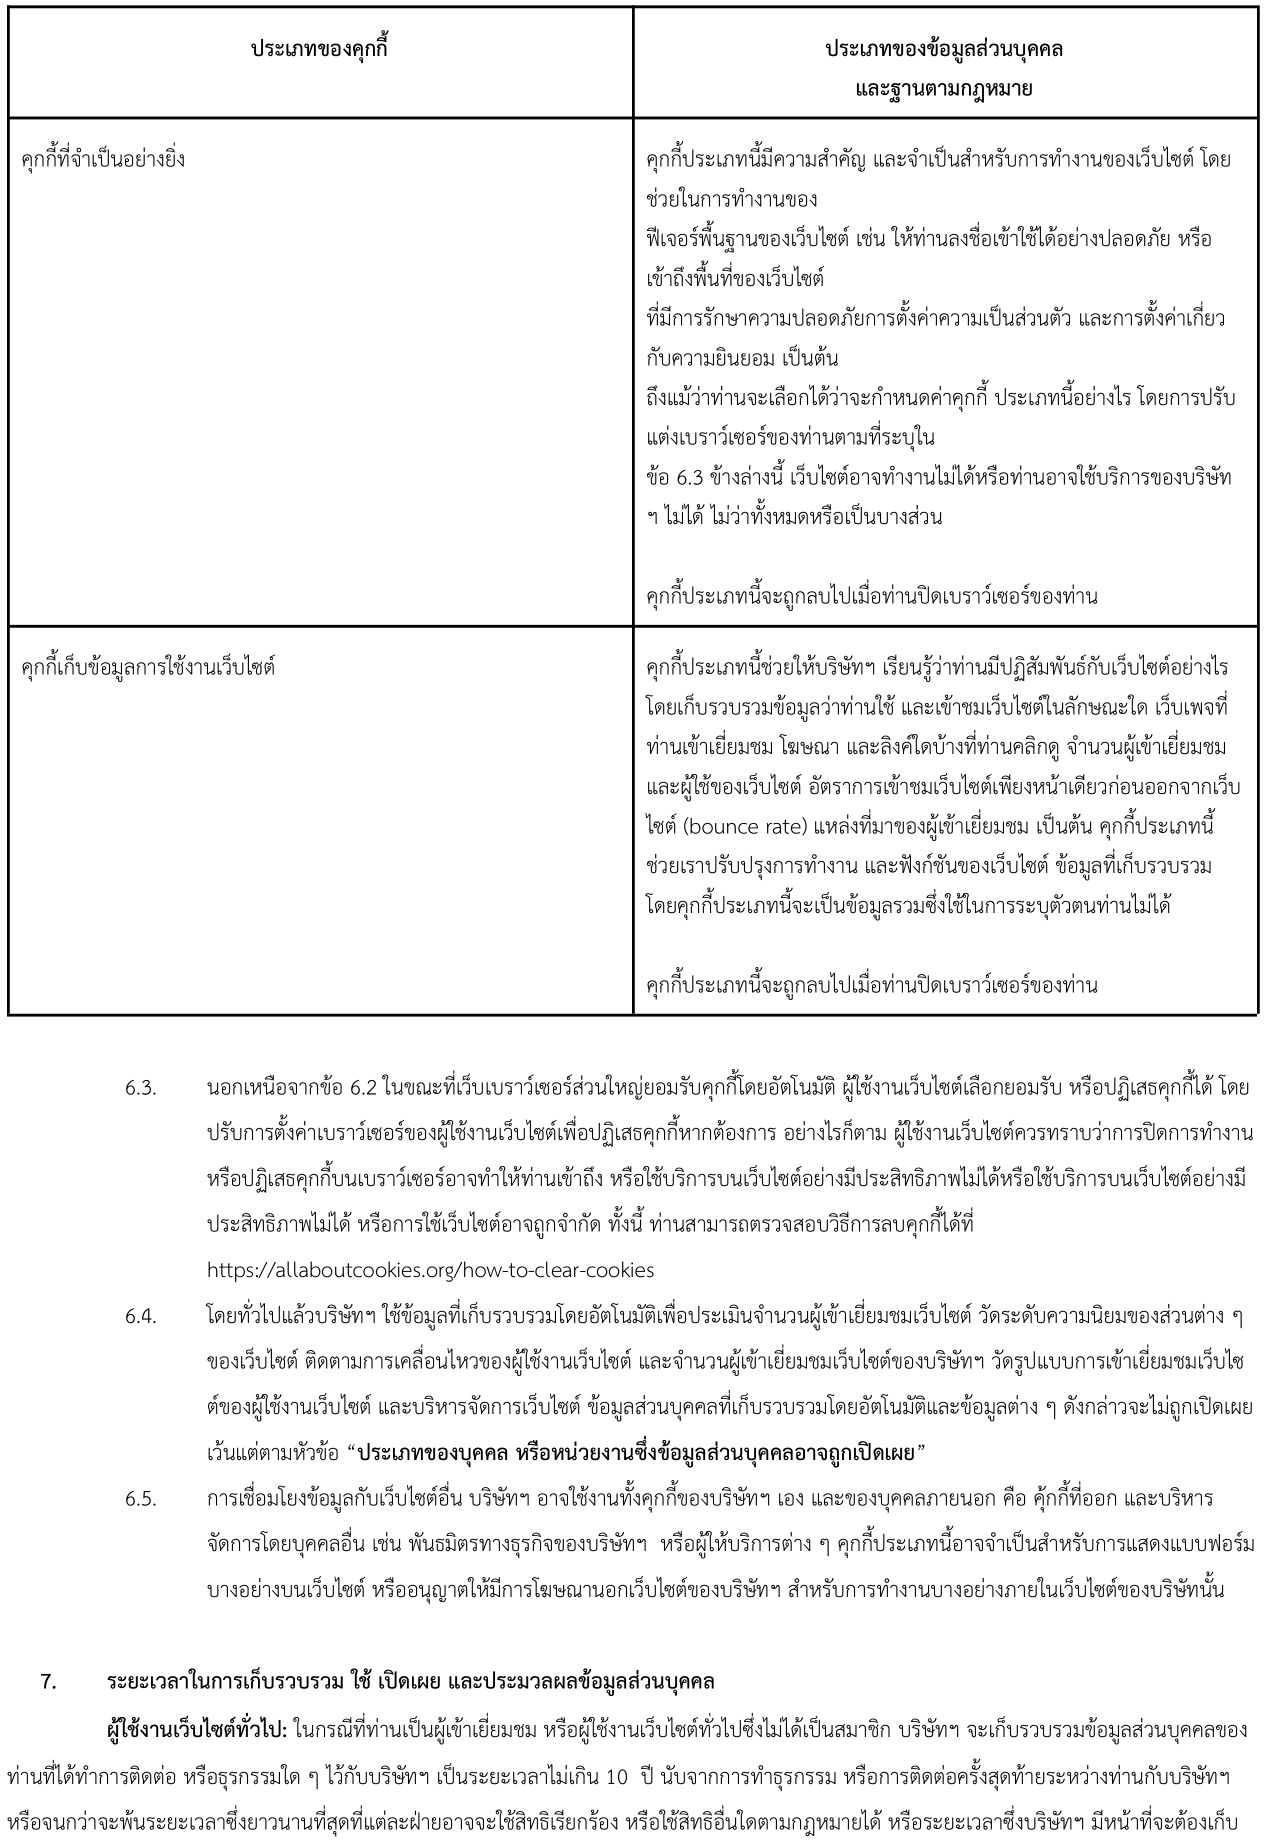 ประเภทของคุกกี้
ประเภทของข้อมูลส่วนบุคคล
และฐานตามกฎหมาย
คุกกี้ที่จำเป็นอย่างยิ่ง
คุกกี้ประเภทนี้มีความสำคัญ และจำเป็นสำหรับการทำงานของเว็บไซต์ โดย
ช่วยในการทำงานของ
ฟีเจอร์พื้นฐานของเว็บไซต์ เช่น ให้ท่านลงชื่อเข้าใช้ได้อย่างปลอดภัย หรือ
เข้าถึงพื้นที่ของเว็บไซต์
ที่มีการรักษาความปลอดภัยการตั้งค่าความเป็นส่วนตัว และการตั้งค่าเกี่ยว
กับความยินยอม เป็นต้น
ถึงแม้ว่าท่านจะเลือกได้ว่าจะกำหนดค่าคุกกี้ ประเภทนี้อย่างไร โดยการปรับ
แต่งเบราว์เซอร์ของท่านตามที่ระบุใน
ข้อ 6.3 ข้างล่างนี้ เว็บไซต์อาจทำงานไม่ได้หรือท่านอาจใช้บริการของบริษัท
ฯ ไม่ได้ ไม่ว่าทั้งหมดหรือเป็นบางส่วน
คุกกี้ประเภทนี้จะถูกลบไปเมื่อท่านปิดเบราว์เซอร์ของท่าน
คุกกี้เก็บข้อมูลการใช้งานเว็บไซต์
คุกกี้ประเภทนี้ช่วยให้บริษัทฯ เรียนรู้ว่าท่านมีปฏิสัมพันธ์กับเว็บไซต์อย่างไร
โดยเก็บรวบรวมข้อมูลว่าท่านใช้ และเข้าชมเว็บไซต์ในลักษณะใด เว็บเพจที่
ท่านเข้าเยี่ยมชม โฆษณา และลิงค์ใดบ้างที่ท่านคลิกดู จำนวนผู้เข้าเยี่ยมชม
และผู้ใช้ของเว็บไซต์ อัตราการเข้าชมเว็บไซต์เพียงหน้าเดียวก่อนออกจากเว็บ
ไซต์ (bounce rate) แหล่งที่มาของผู้เข้าเยี่ยมชม เป็นต้น คุกกี้ประเภทนี้
ช่วยเราปรับปรุงการทำงาน และฟังก์ชันของเว็บไซต์ ข้อมูลที่เก็บรวบรวม
โดยคุกกี้ประเภทนี้จะเป็นข้อมูลรวมซึ่งใช้ในการระบุตัวตนท่านไม่ได้
คุกกี้ประเภทนี้จะถูกลบไปเมื่อท่านปิดเบราว์เซอร์ของท่าน
6.3. นอกเหนือจากข้อ 6.2 ในขณะที่เว็บเบราว์เซอร์ส่วนใหญ่ยอมรับคุกกี้โดยอัตโนมัติ ผู้ใช้งานเว็บไซต์เลือกยอมรับ หรือปฏิเสธคุกกี้ได้ โดย
ปรับการตั้งค่าเบราว์เซอร์ของผู้ใช้งานเว็บไซต์เพื่อปฏิเสธคุกกี้หากต้องการ อย่างไรก็ตาม ผู้ใช้งานเว็บไซต์ควรทราบว่าการปิดการทำงาน
หรือปฏิเสธคุกกี้บนเบราว์เซอร์อาจทำให้ท่านเข้าถึง หรือใช้บริการบนเว็บไซต์อย่างมีประสิทธิภาพไม่ได้หรือใช้บริการบนเว็บไซต์อย่างมี
ประสิทธิภาพไม่ได้ หรือการใช้เว็บไซต์อาจถูกจำกัด ทั้งนี้ ท่านสามารถตรวจสอบวิธีการลบคุกกี้ได้ที่
https://allaboutcookies.org/how-to-clear-cookies
6.4. โดยทั่วไปแล้วบริษัทฯ ใช้ข้อมูลที่เก็บรวบรวมโดยอัตโนมัติเพื่อประเมินจำนวนผู้เข้าเยี่ยมชมเว็บไซต์ วัดระดับความนิยมของส่วนต่าง ๆ
ของเว็บไซต์ ติดตามการเคลื่อนไหวของผู้ใช้งานเว็บไซต์ และจำนวนผู้เข้าเยี่ยมชมเว็บไซต์ของบริษัทฯ วัดรูปแบบการเข้าเยี่ยมชมเว็บไซ
ต์ของผู้ใช้งานเว็บไซต์ และบริหารจัดการเว็บไซต์ ข้อมูลส่วนบุคคลที่เก็บรวบรวมโดยอัตโนมัติและข้อมูลต่าง ๆ ดังกล่าวจะไม่ถูกเปิดเผย
เว้นแต่ตามหัวข้อ “ประเภทของบุคคล หรือหน่วยงานซึ่งข้อมูลส่วนบุคคลอาจถูกเปิดเผย”
6.5. การเชื่อมโยงข้อมูลกับเว็บไซต์อื่น บริษัทฯ อาจใช้งานทั้งคุกกี้ของบริษัทฯ เอง และของบุคคลภายนอก คือ คุ้กกี้ที่ออก และบริหาร
จัดการโดยบุคคลอื่น เช่น พันธมิตรทางธุรกิจของบริษัทฯ หรือผู้ให้บริการต่าง ๆ คุกกี้ประเภทนี้อาจจำเป็นสำหรับการแสดงแบบฟอร์ม
บางอย่างบนเว็บไซต์ หรืออนุญาตให้มีการโฆษณานอกเว็บไซต์ของบริษัทฯ สำหรับการทำงานบางอย่างภายในเว็บไซต์ของบริษัทนั้น
7. ระยะเวลาในการเก็บรวบรวม ใช้ เปิดเผย และประมวลผลข้อมูลส่วนบุคคล
ผู้ใช้งานเว็บไซต์ทั่วไป: ในกรณีที่ท่านเป็นผู้เข้าเยี่ยมชม หรือผู้ใช้งานเว็บไซต์ทั่วไปซึ่งไม่ได้เป็นสมาชิก บริษัทฯ จะเก็บรวบรวมข้อมูลส่วนบุคคลของ
ท่านที่ได้ทำการติดต่อ หรือธุรกรรมใด ๆ ไว้กับบริษัทฯ เป็นระยะเวลาไม่เกิน 10 ปี นับจากการทำธุรกรรม หรือการติดต่อครั้งสุดท้ายระหว่างท่านกับบริษัทฯ
หรือจนกว่าจะพ้นระยะเวลาซึ่งยาวนานที่สุดที่แต่ละฝ่ายอาจจะใช้สิทธิเรียกร้อง หรือใช้สิทธิอื่นใดตามกฎหมายได้ หรือระยะเวลาซึ่งบริษัทฯ มีหน้าที่จะต้องเก็บ